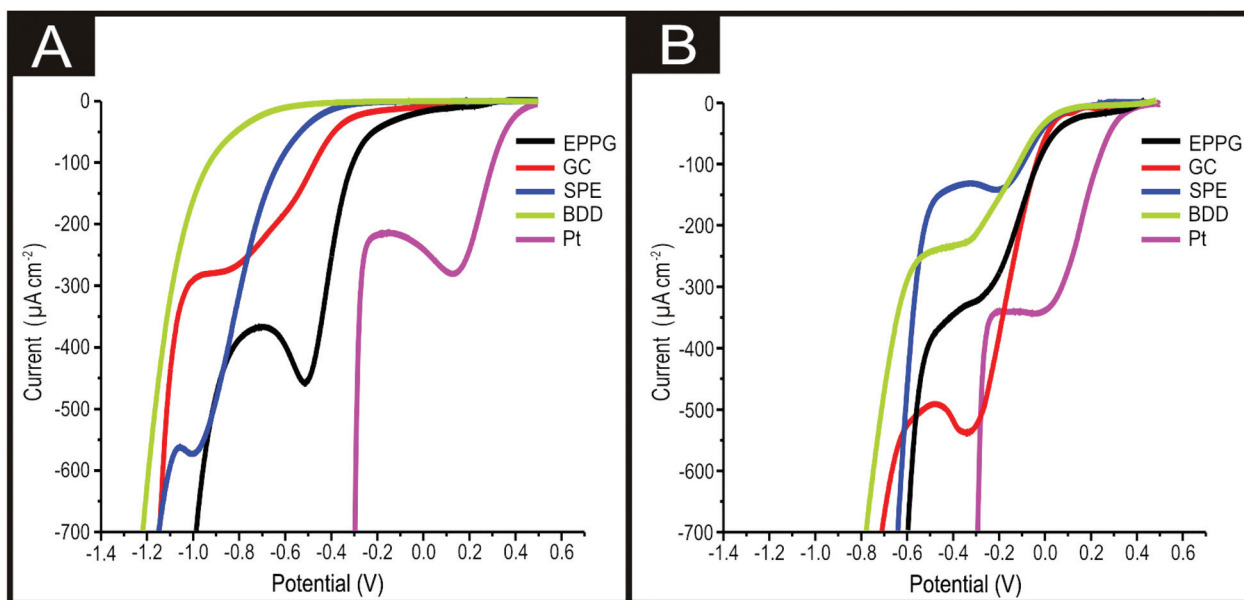 A
0
-100
-200
-300
-400
-500
-600
-700
-1.4 -1.2 -1.0 -0.8 -0.6 -0.4 -0.2 0.0 0.2 0.4 0.6
Current (µA cm⁻²)
Potential (V)
EPPG
GC
SPE
BDD
Pt
B
0
-100
-200
-300
-400
-500
-600
-700
-1.4 -1.2 -1.0 -0.8 -0.6 -0.4 -0.2 0.0 0.2 0.4 0.6
Current (µA cm⁻²)
Potential (V)
EPPG
GC
SPE
BDD
Pt